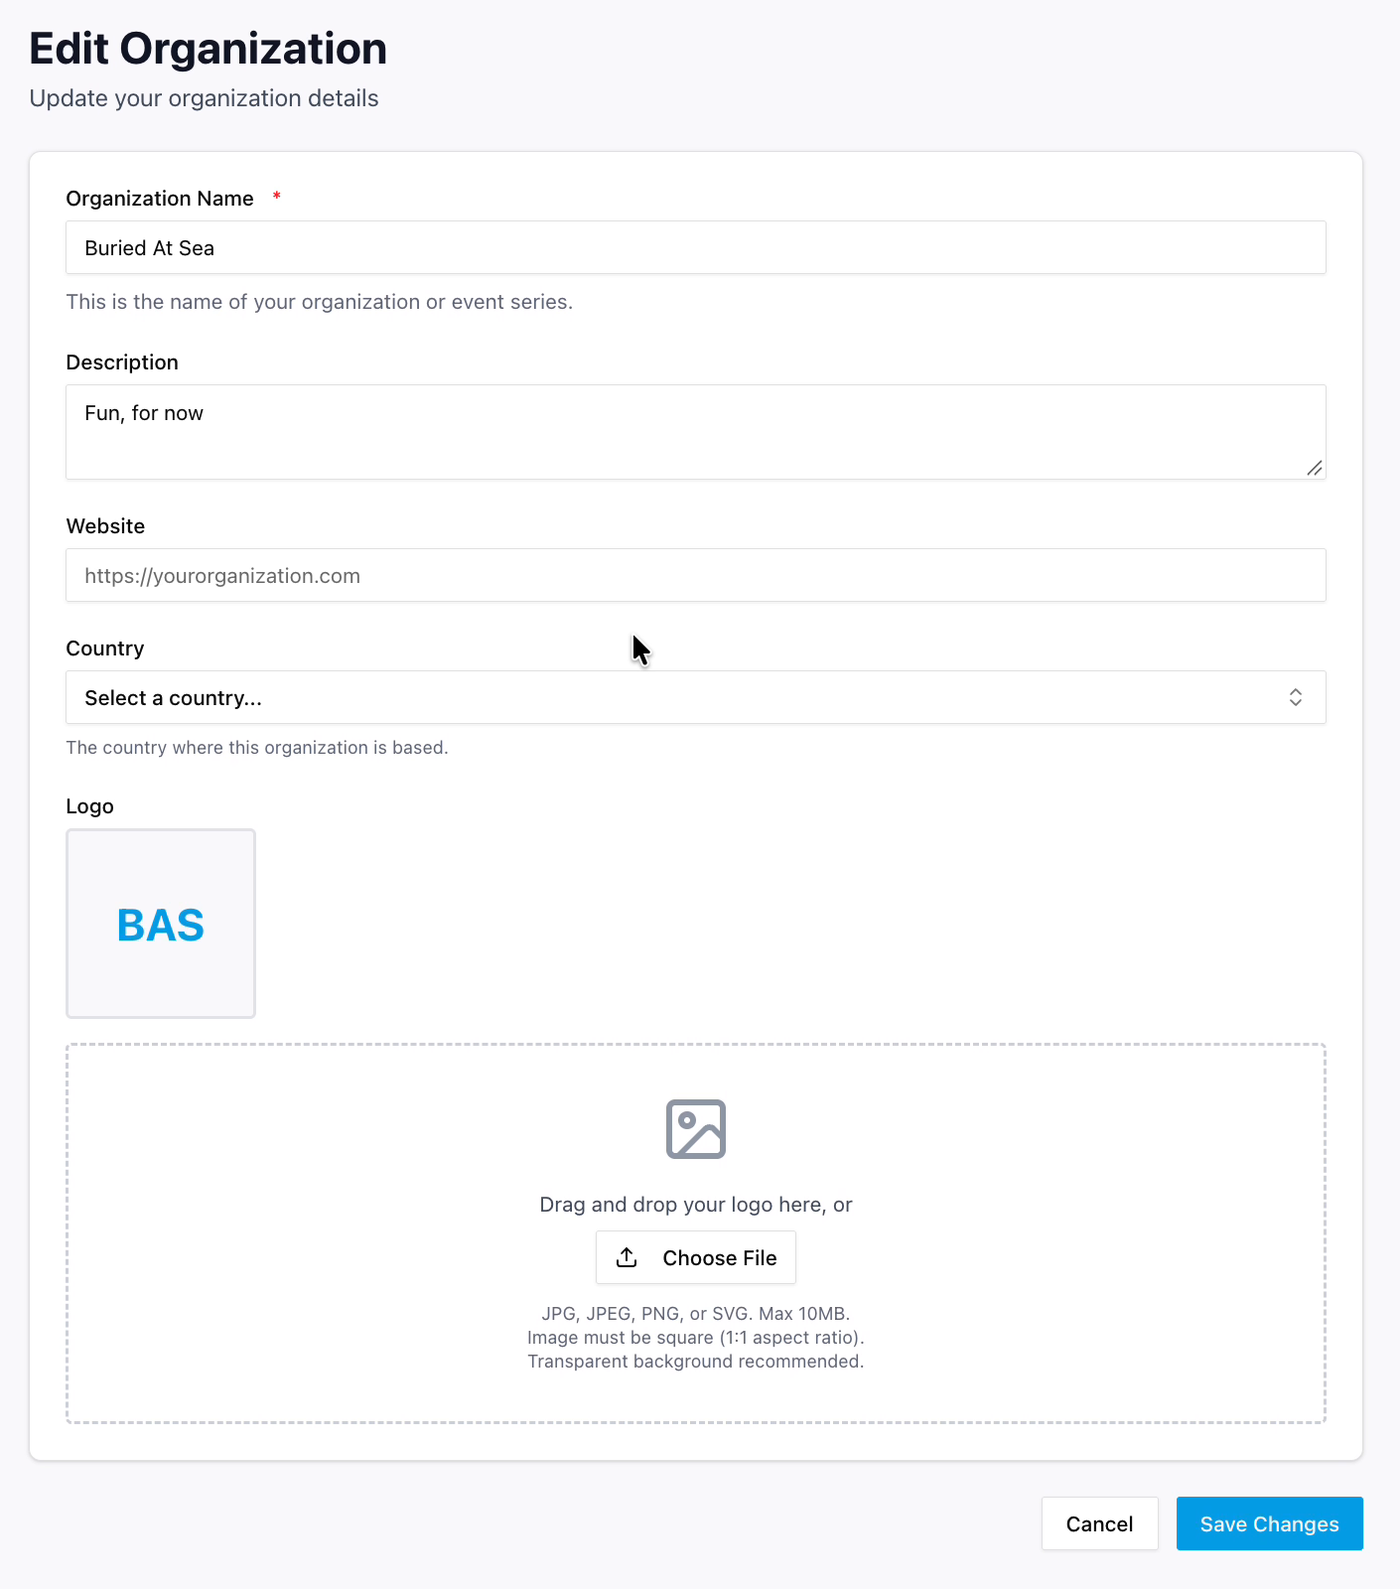 Edit Organization
Update your organization details
Organization Name *
Buried At Sea
This is the name of your organization or event series.
Description
Fun, for now
Website
https://yourorganization.com
Country
Select a country...
The country where this organization is based.
Logo
BAS
Drag and drop your logo here, or
Choose File
JPG, JPEG, PNG, or SVG. Max 10MB.
Image must be square (1:1 aspect ratio).
Transparent background recommended.
Cancel
Save Changes